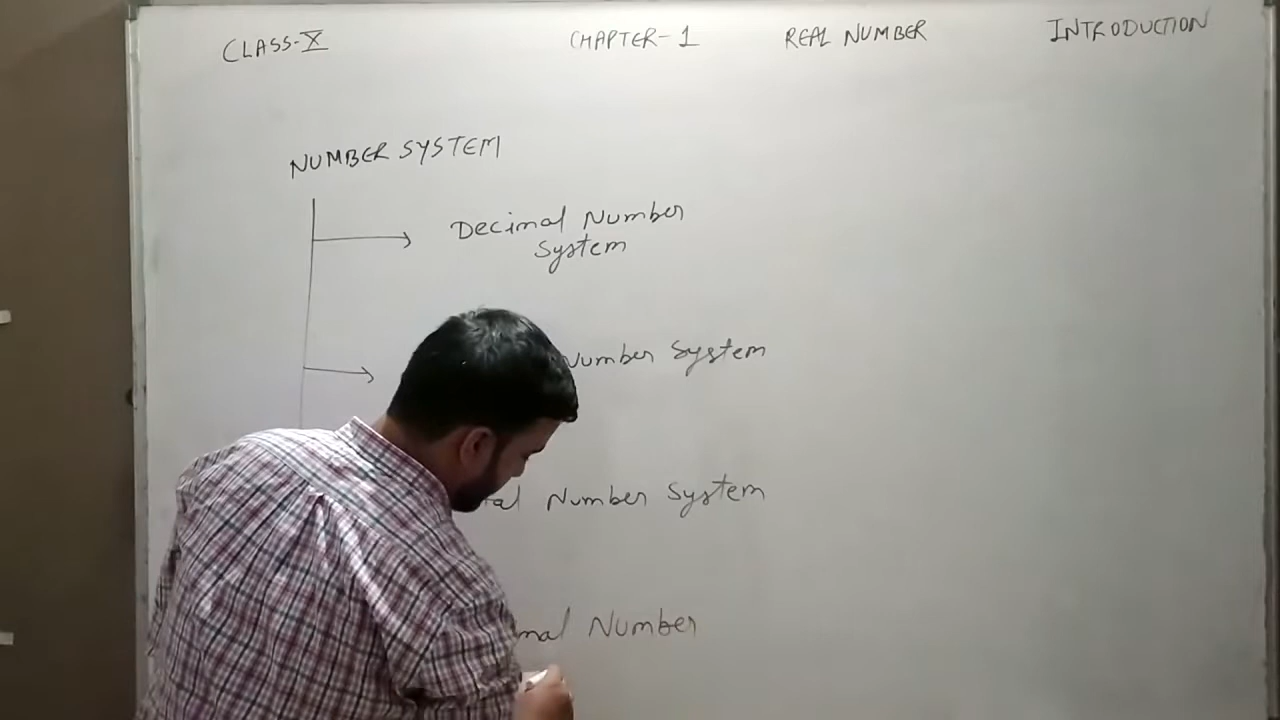 CLASS-X CHAPTER-1 REAL NUMBER INTRODUCTION
NUMBER SYSTEM
Decimal Number
System
Number System
Number System
Number